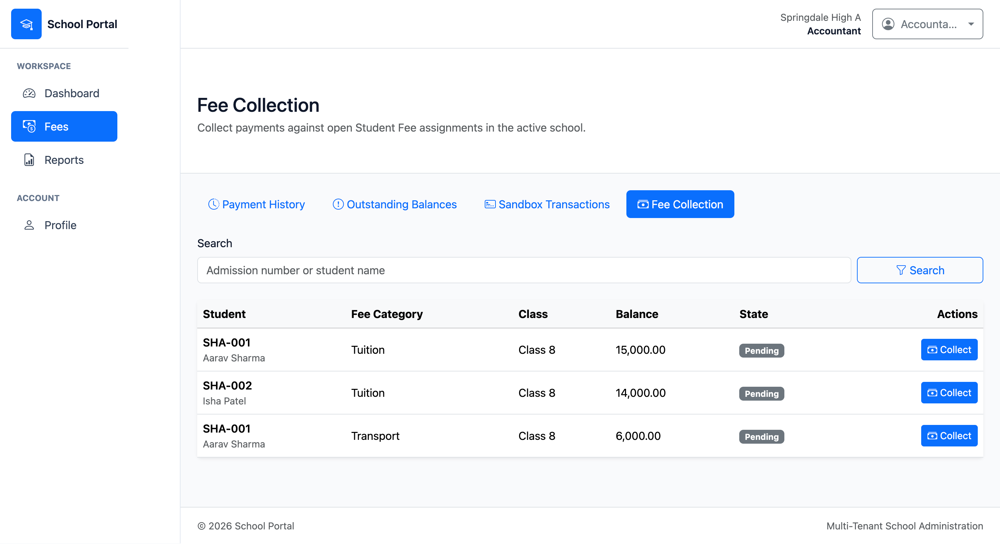 School Portal
Springdale High A
Accountant
Accounta...
WORKSPACE
Dashboard
Fees
Reports
ACCOUNT
Profile
Fee Collection
Collect payments against open Student Fee assignments in the active school.
Payment History Outstanding Balances Sandbox Transactions Fee Collection
Search
Admission number or student name Search
Student Fee Category Class Balance State Actions
SHA-001
Aarav Sharma Tuition Class 8 15,000.00 Pending Collect
SHA-002
Isha Patel Tuition Class 8 14,000.00 Pending Collect
SHA-001
Aarav Sharma Transport Class 8 6,000.00 Pending Collect
© 2026 School Portal Multi-Tenant School Administration